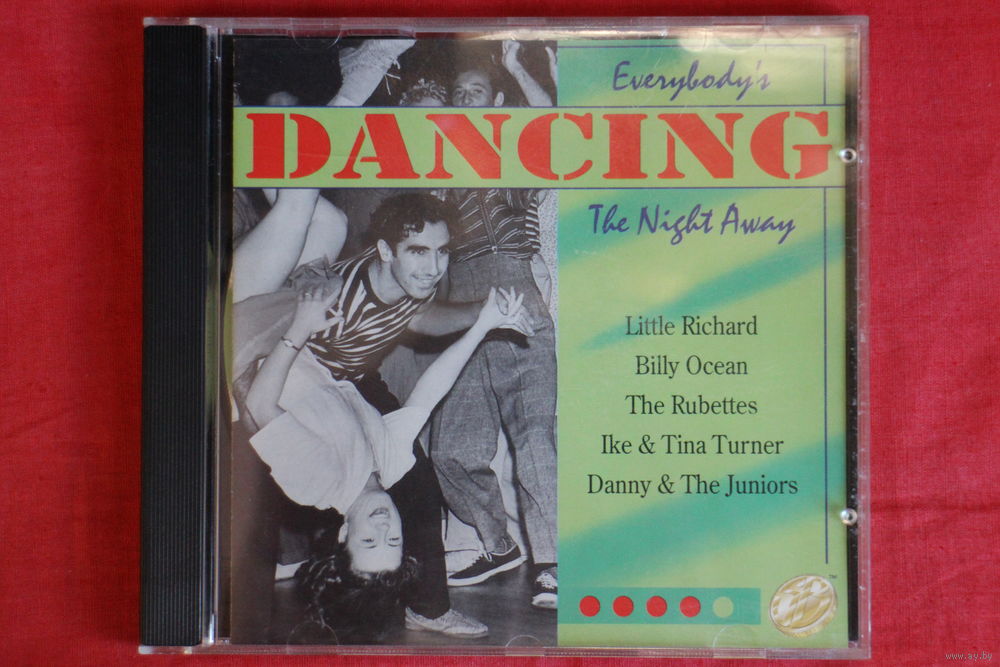 Everybody's
DANCING
The Night Away
Little Richard
Billy Ocean
The Rubettes
Ike & Tina Turner
Danny & The Juniors
TM
www.ay.by